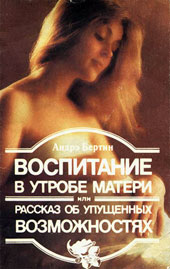 Андрэ Бертин
ВОСПИТАНИЕ
В УТРОБЕ МАТЕРИ
или
РАССКАЗ ОБ УПУЩЕННЫХ
ВОЗМОЖНОСТЯХ